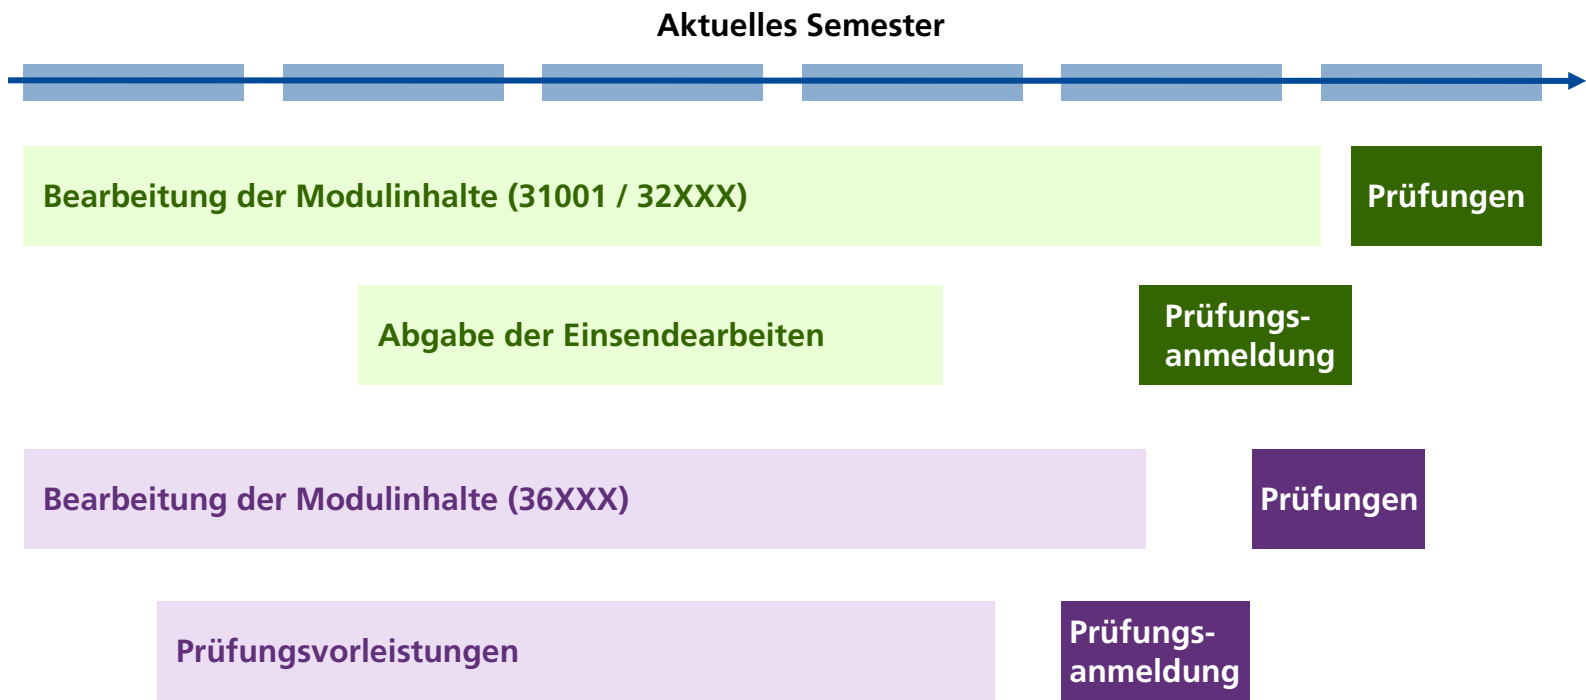 Aktuelles Semester
Bearbeitung der Modulinhalte (31001 / 32XXX)
Prüfungen
Abgabe der Einsendearbeiten
Prüfungs-
anmeldung
Bearbeitung der Modulinhalte (36XXX)
Prüfungen
Prüfungsvorleistungen
Prüfungs-
anmeldung